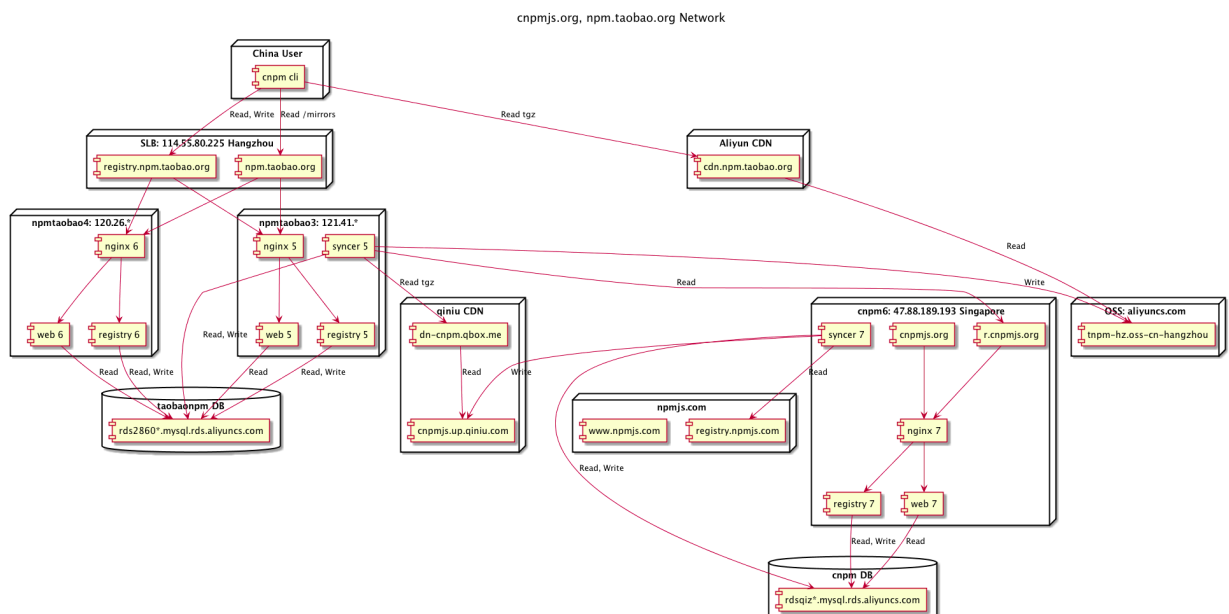 cnpmjs.org, npm.taobao.org Network
China User
cnpm cli
Read, Write
Read /mirrors
Read tgz
SLB: 114.55.80.225 Hangzhou
registry.npm.taobao.org
npm.taobao.org
Aliyun CDN
cdn.npm.taobao.org
npmtaobao4: 120.26.*
nginx 6
npmtaobao3: 121.41.*
nginx 5
syncer 5
Read
Read tgz
Read
Write
qiniu CDN
cnpm6: 47.88.189.193 Singapore
OSS: aliyuncs.com
web 6
registry 6
Read, Write
web 5
registry 5
dn-cnpm.qbox.me
syncer 7
cnpmjs.org
r.cnpmjs.org
tnpm-hz.oss-cn-hangzhou
Read
Read, Write
Read
Read, Write
Read
Write
Read
taobaonpm DB
rds2860*.mysql.rds.aliyuncs.com
cnpmjs.up.qiniu.com
npmjs.com
www.npmjs.com
registry.npmjs.com
nginx 7
Read, Write
registry 7
web 7
Read, Write
Read
cnpm DB
rdsqiz*.mysql.rds.aliyuncs.com